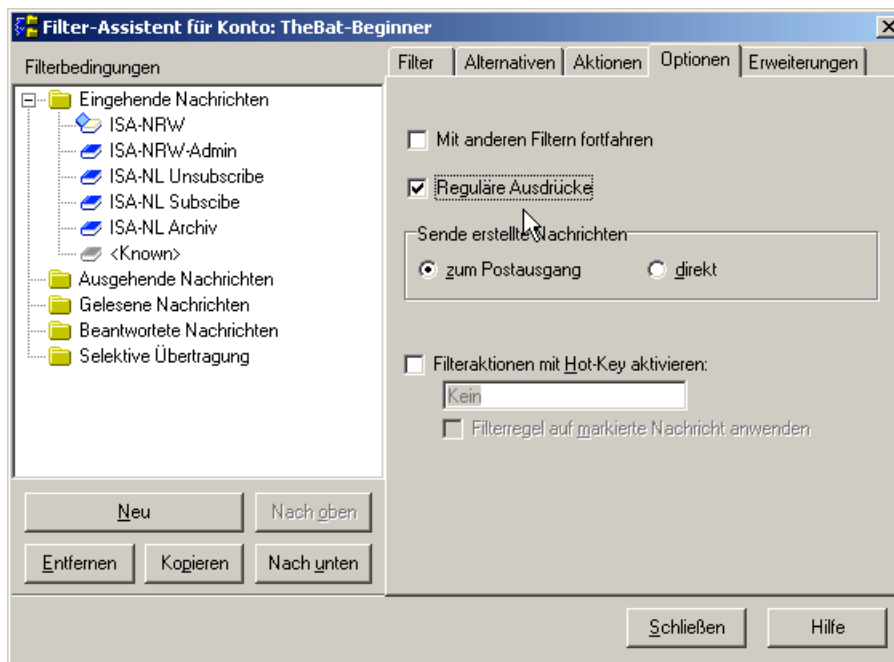 Filter-Assistent für Konto: TheBat-Beginner
Filterbedingungen
Eingehende Nachrichten
ISA-NRW
ISA-NRW-Admin
ISA-NL Unsubscribe
ISA-NL Subscibe
ISA-NL Archiv
<Known>
Ausgehende Nachrichten
Gelesene Nachrichten
Beantwortete Nachrichten
Selektive Übertragung
Neu
Nach oben
Entfernen
Kopieren
Nach unten
Filter
Alternativen
Aktionen
Optionen
Erweiterungen
Mit anderen Filtern fortfahren
Reguläre Ausdrücke
Sende erstellte Nachrichten
zum Postausgang
direkt
Filteraktionen mit Hot-Key aktivieren:
Kein
Filterregel auf markierte Nachricht anwenden
Schließen
Hilfe